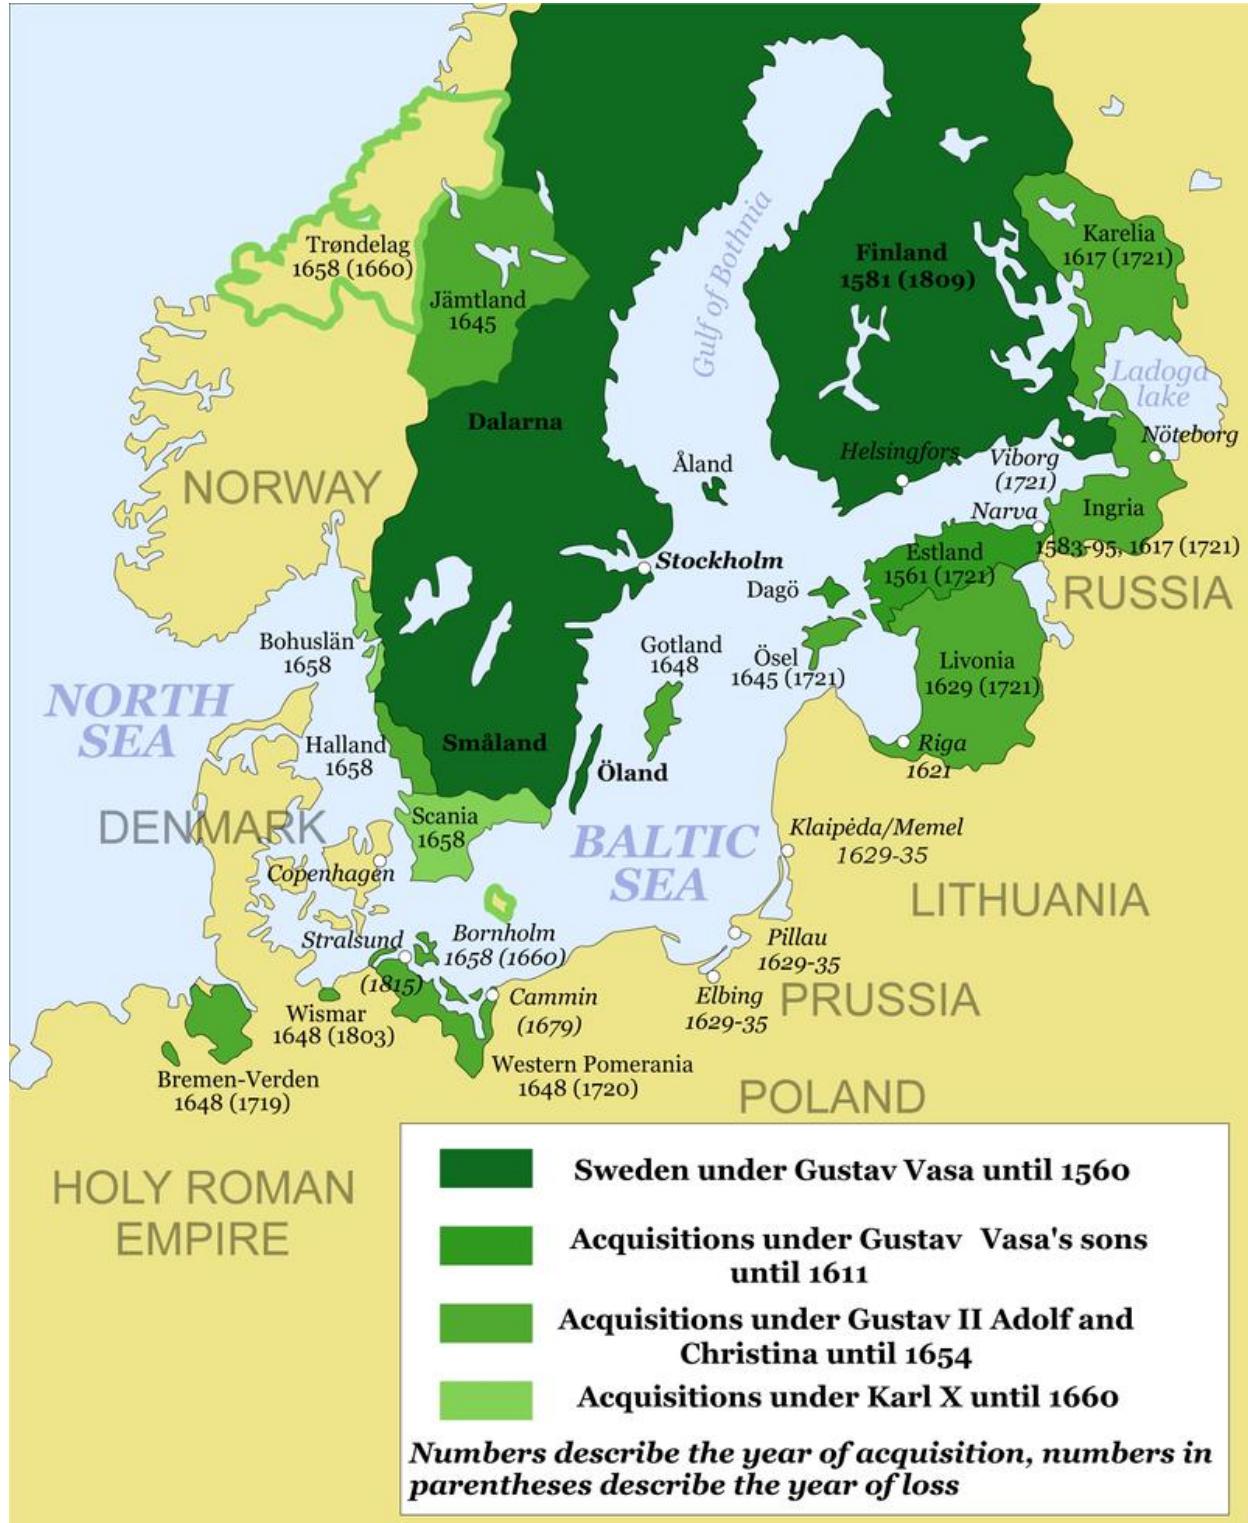 Trøndelag
1658 (1660)
Jämtland
1645
Gulf of Bothnia
Finland
1581 (1809)
Karelia
1617 (1721)
Ladoga
lake
Dalarna
NORWAY
Åland
Helsingfors
Viborg
(1721)
Nöteborg
Narva
Ingria
1583-95, 1617 (1721)
Stockholm
Estland
1561 (1721)
Dagö
RUSSIA
Bohuslän
1658
Gotland
1648
Ösel
1645 (1721)
Livonia
1629 (1721)
NORTH
SEA
Halland
1658
Småland
Öland
Riga
1621
DENMARK
Scania
1658
BALTIC
SEA
Klaipėda/Memel
1629-35
Copenhagen
LITHUANIA
Stralsund
(1815)
Bornholm
1658 (1660)
Pillau
1629-35
Wismar
1648 (1803)
Cammin
(1679)
Elbing
1629-35
PRUSSIA
Bremen-Verden
1648 (1719)
Western Pomerania
1648 (1720)
POLAND
HOLY ROMAN
EMPIRE
Sweden under Gustav Vasa until 1560
Acquisitions under Gustav Vasa's sons
until 1611
Acquisitions under Gustav II Adolf and
Christina until 1654
Acquisitions under Karl X until 1660
Numbers describe the year of acquisition, numbers in
parentheses describe the year of loss